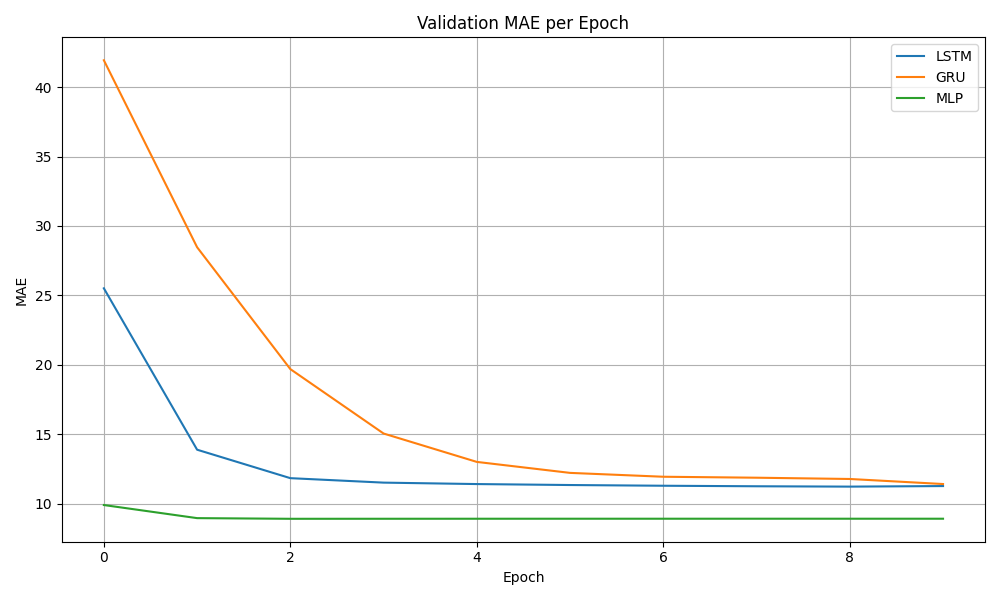 Validation MAE per Epoch
LSTM
GRU
MLP
MAE
40
35
30
25
20
15
10
0 2 4 6 8
Epoch